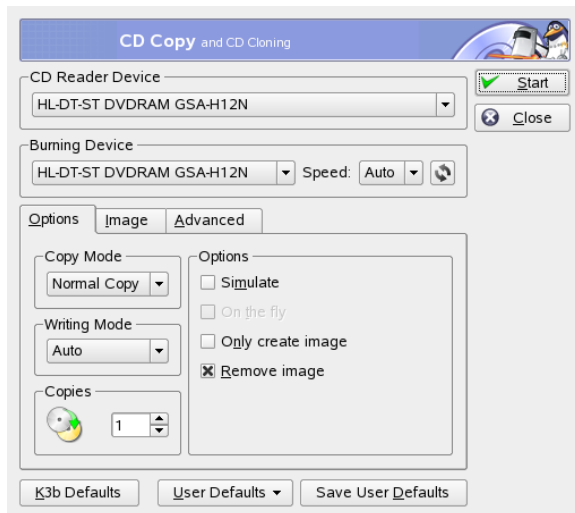 CD Copy and CD Cloning
CD Reader Device
Start
HL-DT-ST DVDRAM GSA-H12N
Close
Burning Device
HL-DT-ST DVDRAM GSA-H12N Speed: Auto
Options Image Advanced
Copy Mode
Options
Normal Copy
Simulate
On the fly
Writing Mode
Only create image
Auto
Remove image
Copies
1
K3b Defaults User Defaults Save User Defaults